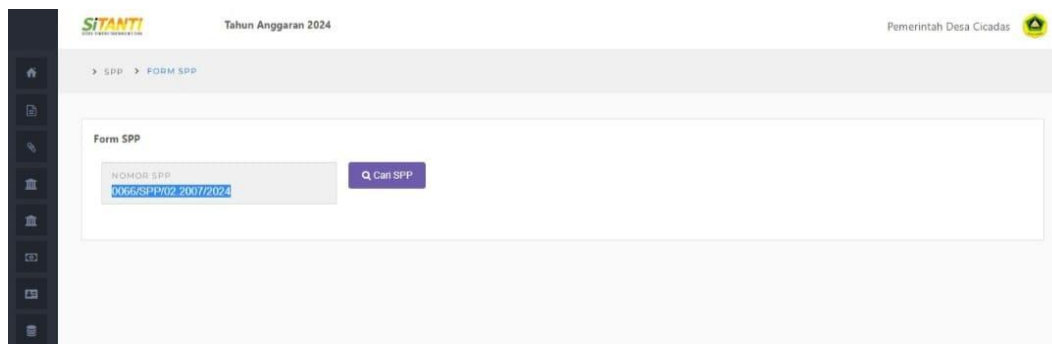 SiTANTI
Tahun Anggaran 2024
Pemerintah Desa Cicadas
> SPP > FORM SPP
Form SPP
NOMOR SPP
0066/SPP/02.2007/2024
Cari SPP